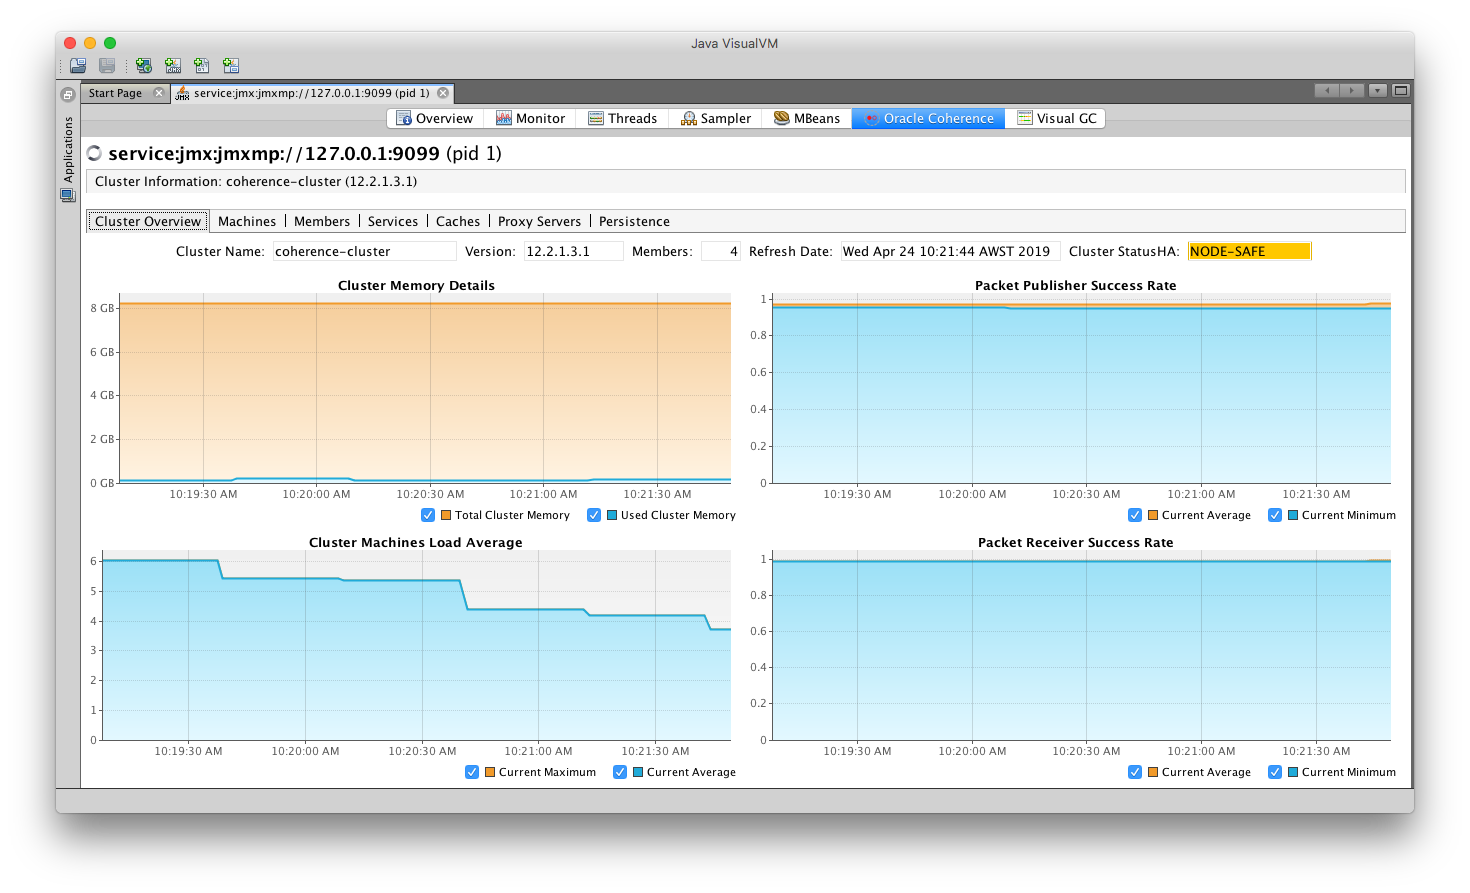 Java VisualVM
Start Page
JMX service:jmx:jmxmp://127.0.0.1:9099 (pid 1)
Applications
Overview Monitor Threads Sampler MBeans Oracle Coherence Visual GC
service:jmx:jmxmp://127.0.0.1:9099 (pid 1)
Cluster Information: coherence-cluster (12.2.1.3.1)
Cluster Overview Machines Members Services Caches Proxy Servers Persistence
Cluster Name: coherence-cluster Version: 12.2.1.3.1 Members: 4 Refresh Date: Wed Apr 24 10:21:44 AWST 2019 Cluster StatusHA: NODE-SAFE
Cluster Memory Details
8 GB
6 GB
4 GB
2 GB
0 GB
10:19:30 AM 10:20:00 AM 10:20:30 AM 10:21:00 AM 10:21:30 AM
Total Cluster Memory Used Cluster Memory
Packet Publisher Success Rate
1
0.8
0.6
0.4
0.2
0
10:19:30 AM 10:20:00 AM 10:20:30 AM 10:21:00 AM 10:21:30 AM
Current Average Current Minimum
Cluster Machines Load Average
6
5
4
3
2
1
0
10:19:30 AM 10:20:00 AM 10:20:30 AM 10:21:00 AM 10:21:30 AM
Current Maximum Current Average
Packet Receiver Success Rate
1
0.8
0.6
0.4
0.2
0
10:19:30 AM 10:20:00 AM 10:20:30 AM 10:21:00 AM 10:21:30 AM
Current Average Current Minimum